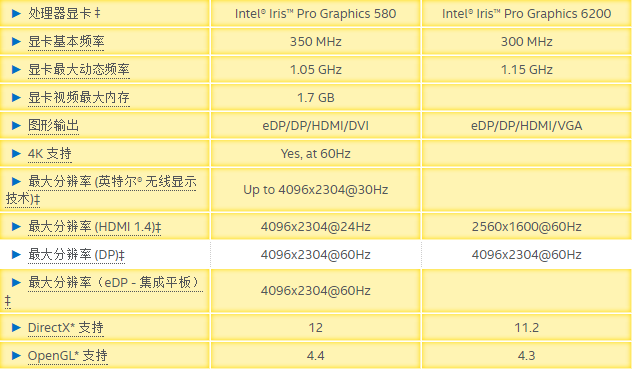 ► 处理器显卡 ‡ Intel® Iris™ Pro Graphics 580 Intel® Iris™ Pro Graphics 6200
► 显卡基本频率 350 MHz 300 MHz
► 显卡最大动态频率 1.05 GHz 1.15 GHz
► 显卡视频最大内存 1.7 GB
► 图形输出 eDP/DP/HDMI/DVI eDP/DP/HDMI/VGA
► 4K 支持 Yes, at 60Hz
► 最大分辨率 (英特尔® 无线显示
技术)‡ Up to 4096x2304@30Hz
► 最大分辨率 (HDMI 1.4)‡ 4096x2304@24Hz 2560x1600@60Hz
► 最大分辨率 (DP)‡ 4096x2304@60Hz 4096x2304@60Hz
► 最大分辨率（eDP - 集成平板）
‡ 4096x2304@60Hz
► DirectX* 支持 12 11.2
► OpenGL* 支持 4.4 4.3